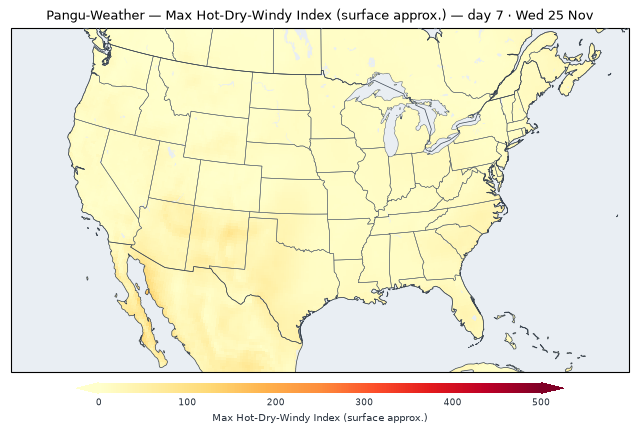 Pangu-Weather — Max Hot-Dry-Windy Index (surface approx.) — day 7 · Wed 25 Nov
0 100 200 300 400 500
Max Hot-Dry-Windy Index (surface approx.)